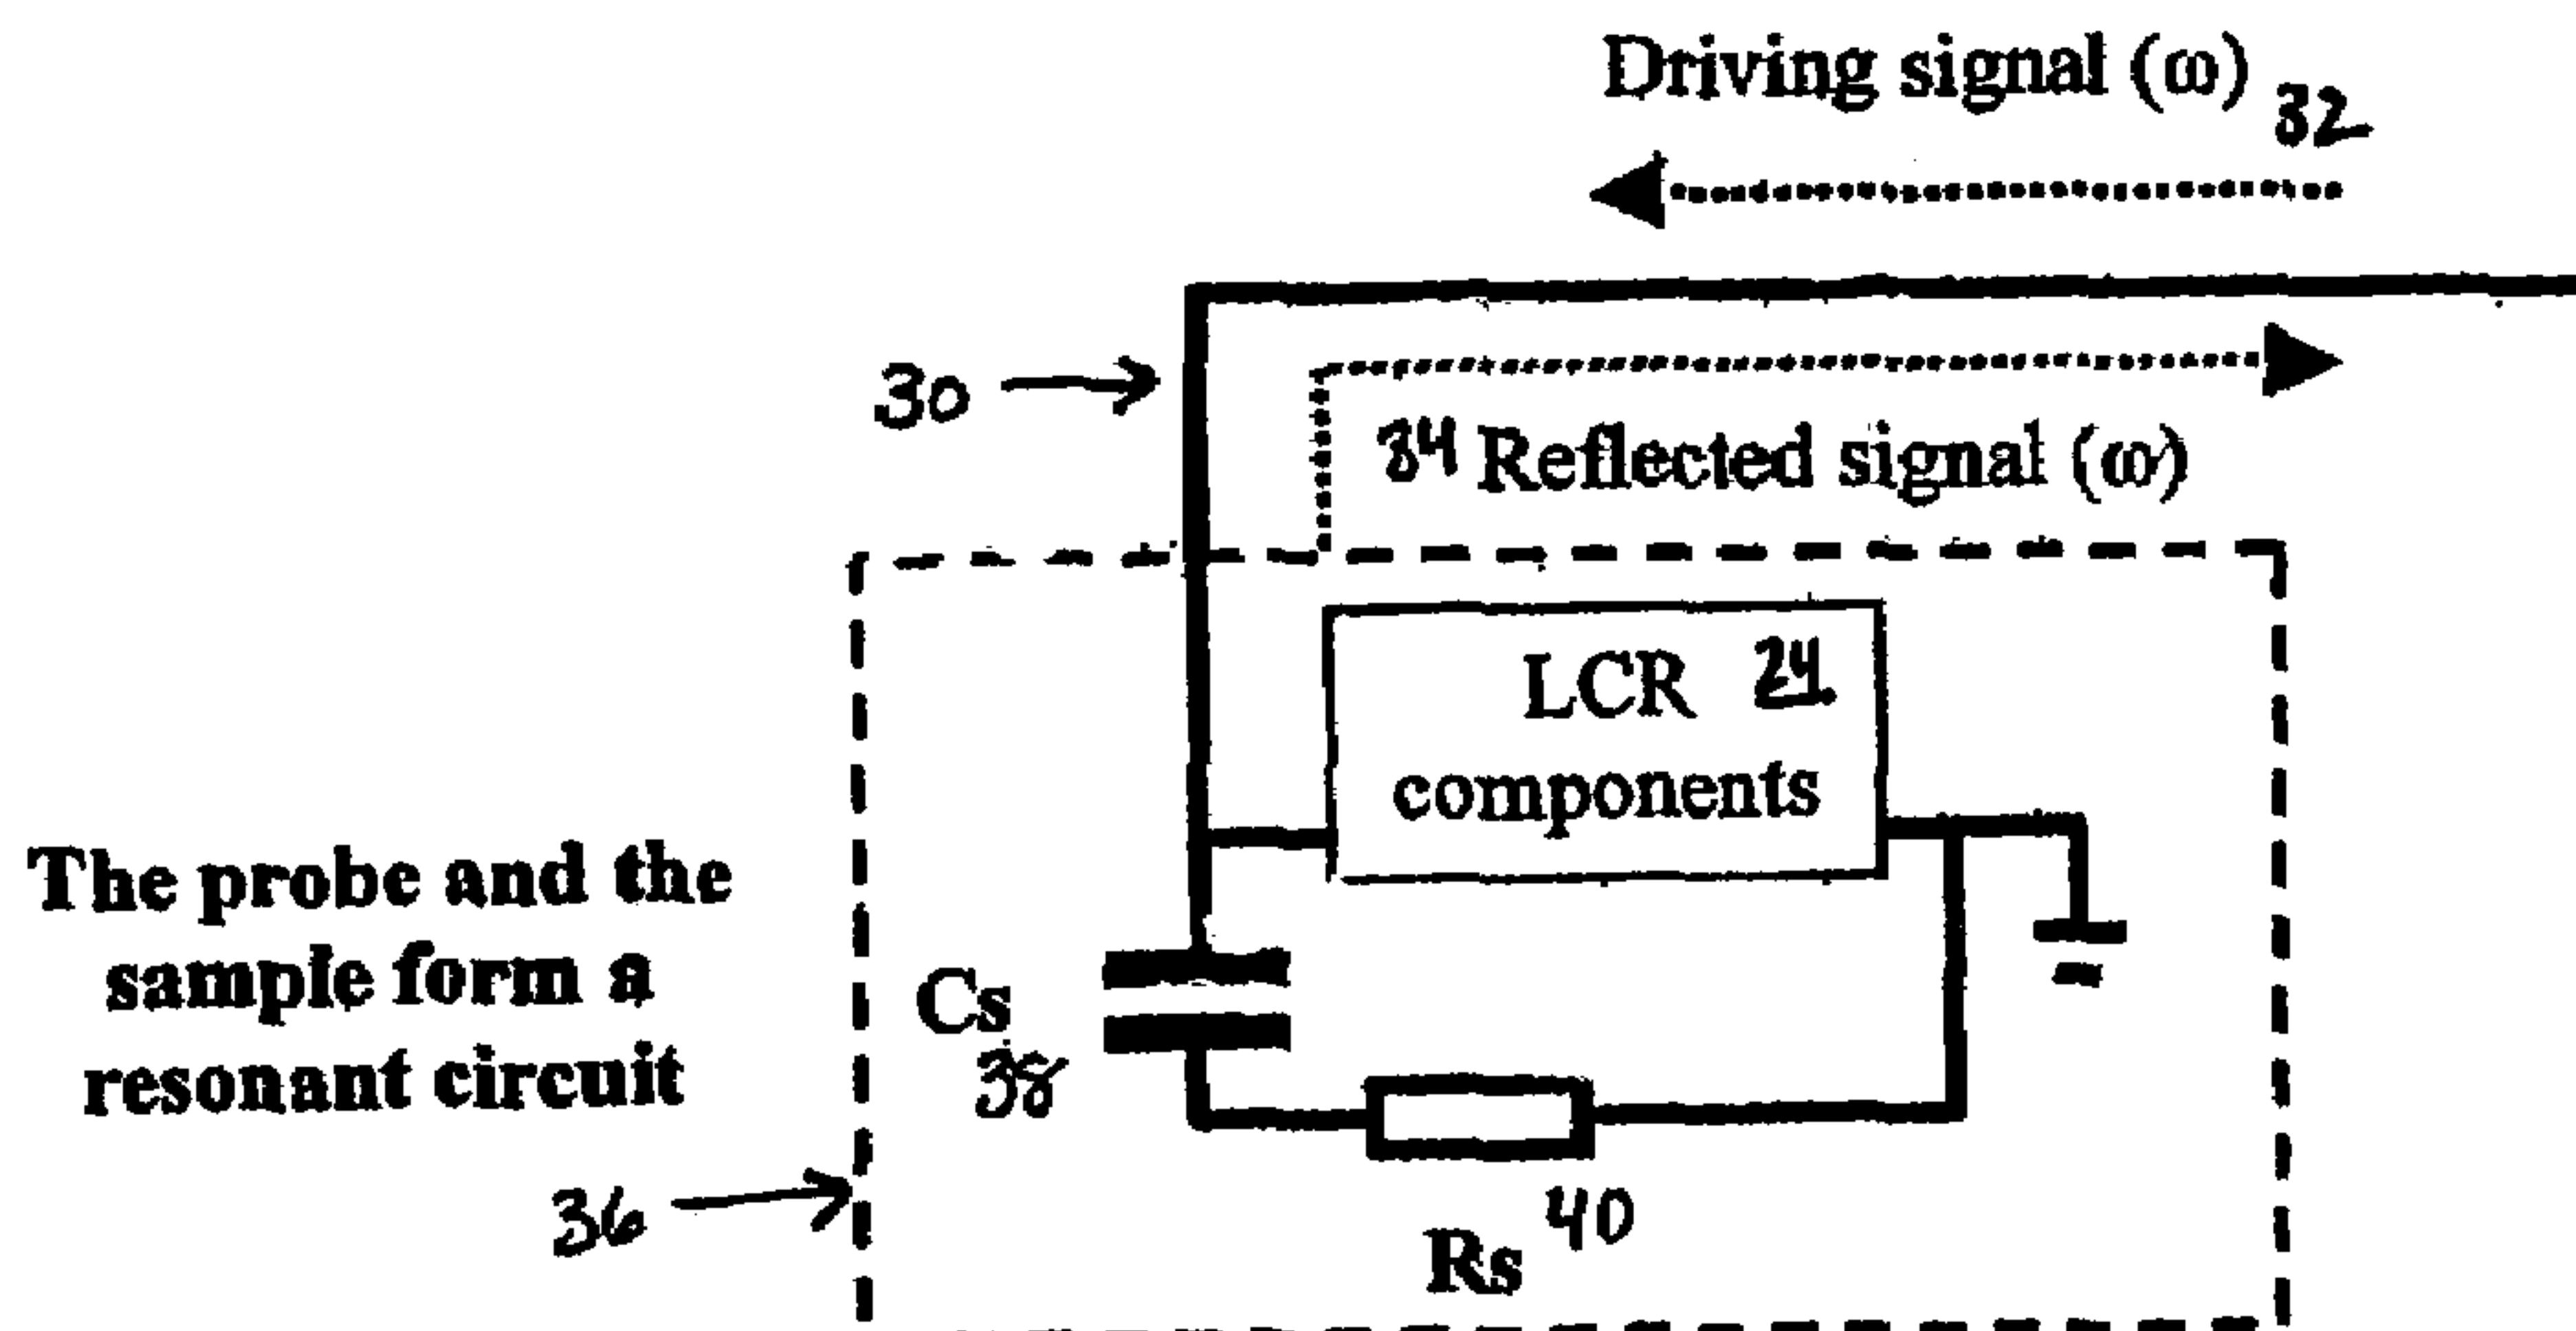 Driving signal (ω) 32
30
34 Reflected signal (ω)
LCR 24
components
The probe and the
sample form a
resonant circuit
Cs
38
36
Rs 40